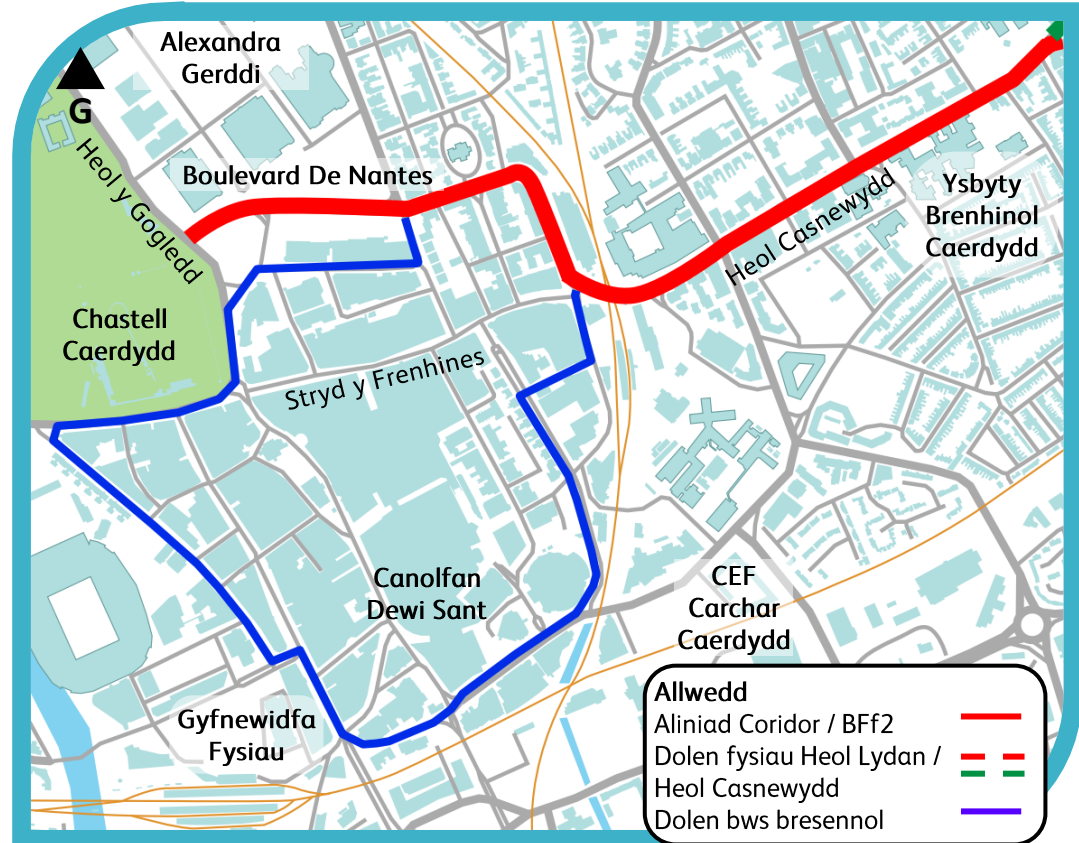 Alexandra
Gerddi
G
Heol y Gogledd
Boulevard De Nantes
Ysbyty
Brenhinol
Caerdydd
Heol Casnewydd
Chastell
Caerdydd
Stryd y Frenhines
Canolfan
Dewi Sant
CEF
Carchar
Caerdydd
Gyfnewidfa
Fysiau
Allwedd
Aliniad Coridor / BFf2
Dolen fysiau Heol Lydan /
Heol Casnewydd
Dolen bws bresennol